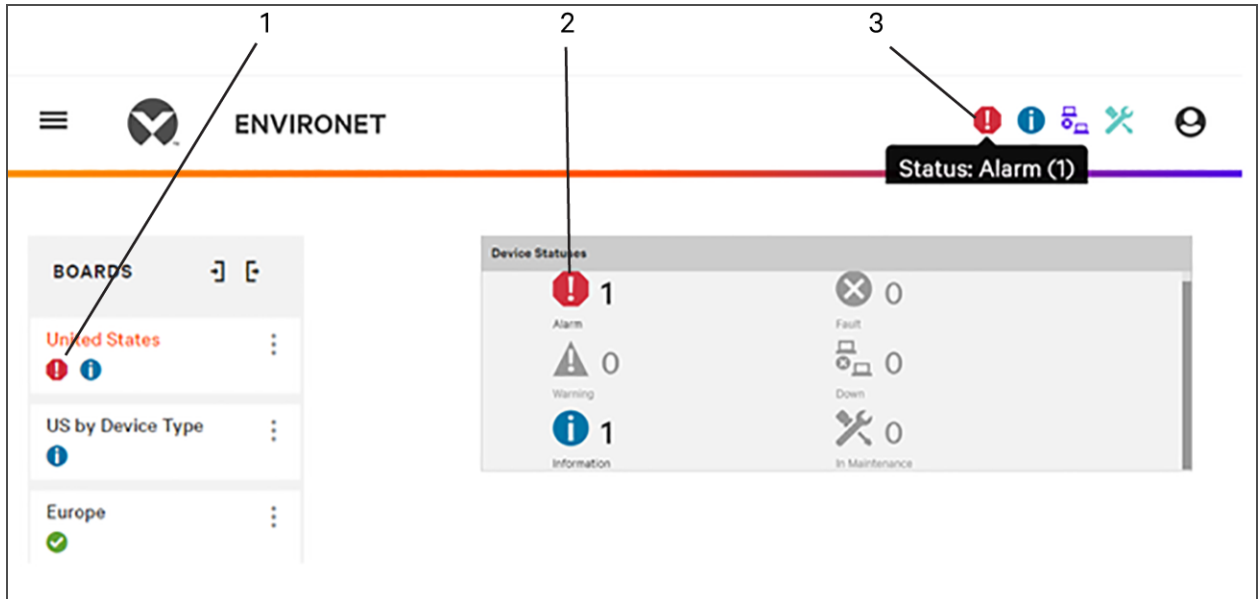 1 2 3
ENVIRONET
Status: Alarm (1)
BOARDS
United States
US by Device Type
Europe
Device Statuses
1 0
Alarm Fault
0 0
Warning Down
1 0
Information In Maintenance